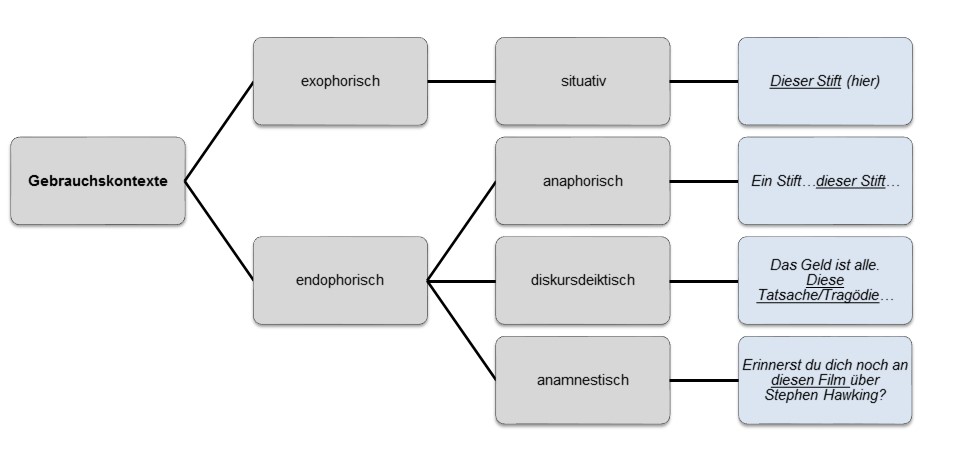 Gebrauchskontexte
exophorisch
situativ
Dieser Stift (hier)
endophorisch
anaphorisch
Ein Stift…dieser Stift…
diskursdeiktisch
Das Geld ist alle.
Diese
Tatsache/Tragödie…
anamnestisch
Erinnerst du dich noch an
diesen Film über
Stephen Hawking?